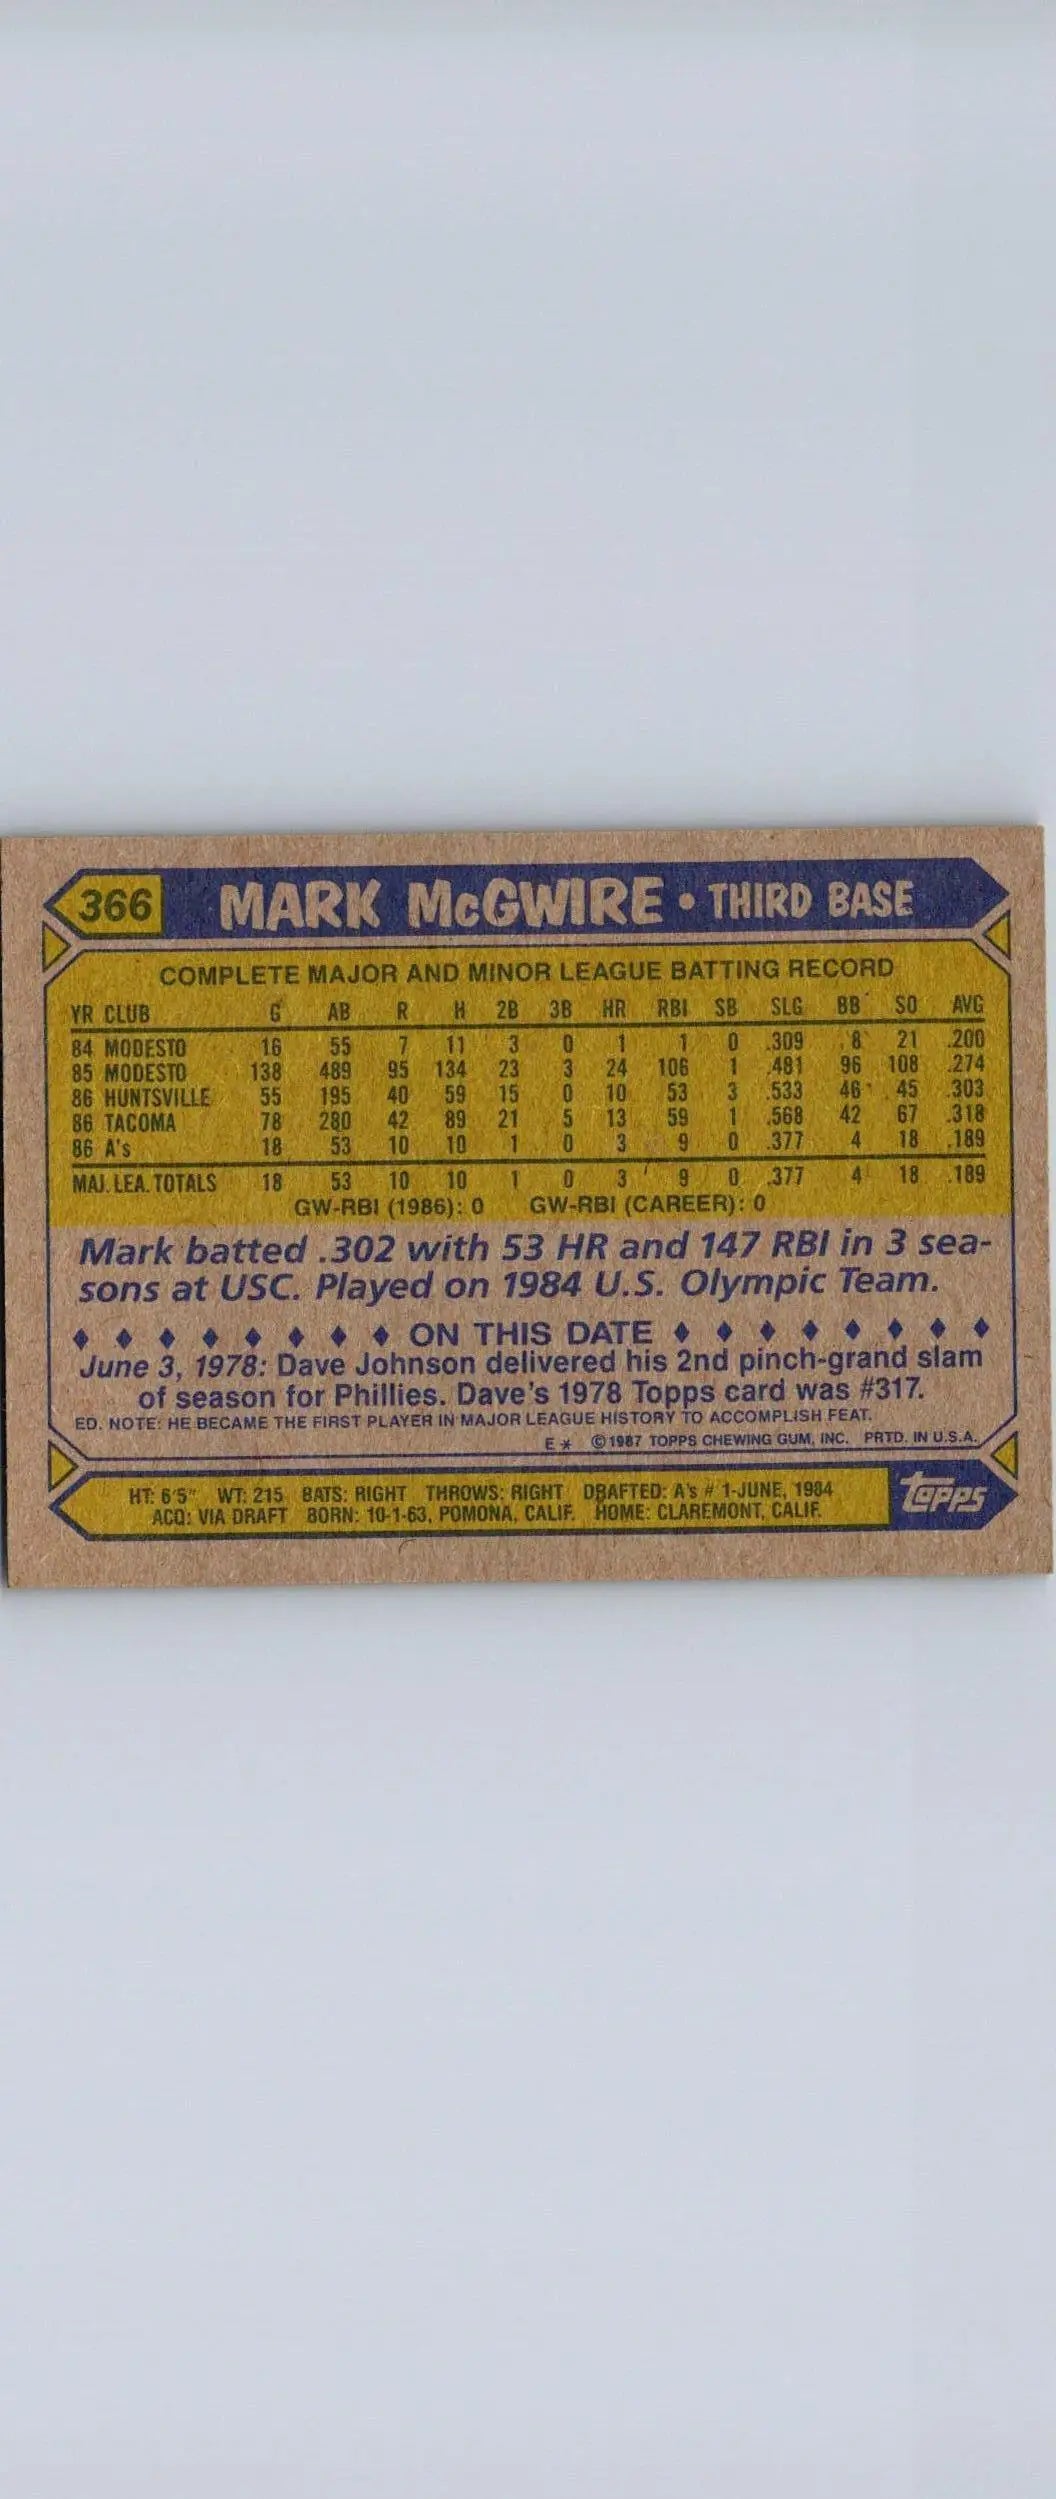 366 MARK McGWIRE • THIRD BASE
COMPLETE MAJOR AND MINOR LEAGUE BATTING RECORD
YR CLUB G AB R H 2B 3B HR RBI SB SLG BB SO AVG
84 MODESTO 16 55 7 11 3 0 1 1 0 .309 8 21 .200
85 MODESTO 138 489 95 134 23 3 24 106 1 .481 96 108 .274
86 HUNTSVILLE 55 195 40 59 15 0 10 53 3 .533 46 45 .303
86 TACOMA 78 280 42 89 21 5 13 59 1 .568 42 67 .318
86 A's 18 53 10 10 1 0 3 9 0 .377 4 18 .189
MAJ. LEA. TOTALS 18 53 10 10 1 0 3 9 0 .377 4 18 .189
GW-RBI (1986): 0 GW-RBI (CAREER): 0
Mark batted .302 with 53 HR and 147 RBI in 3 sea-
sons at USC. Played on 1984 U.S. Olympic Team.
♦ ♦ ♦ ♦ ♦ ♦ ♦ ♦ ON THIS DATE ♦ ♦ ♦ ♦ ♦ ♦ ♦ ♦
June 3, 1978: Dave Johnson delivered his 2nd pinch-grand slam
of season for Phillies. Dave's 1978 Topps card was #317.
ED. NOTE: HE BECAME THE FIRST PLAYER IN MAJOR LEAGUE HISTORY TO ACCOMPLISH FEAT.
E* ©1987 TOPPS CHEWING GUM, INC. PRTD. IN U.S.A.
HT: 6'5" WT: 215 BATS: RIGHT THROWS: RIGHT DRAFTED: A's #1-JUNE, 1984
ACQ: VIA DRAFT BORN: 10-1-63, POMONA, CALIF. HOME: CLAREMONT, CALIF.
Topps